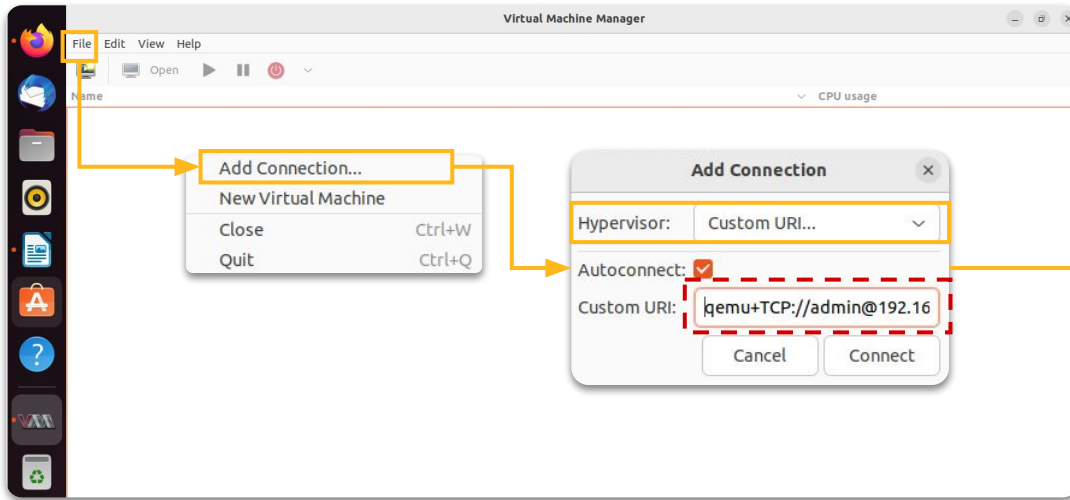 Virtual Machine Manager
File Edit View Help
Open
Name CPU usage
Add Connection...
New Virtual Machine
Close Ctrl+W
Quit Ctrl+Q
Add Connection
Hypervisor: Custom URI...
Autoconnect:
Custom URI: qemu+TCP://admin@192.16
Cancel Connect